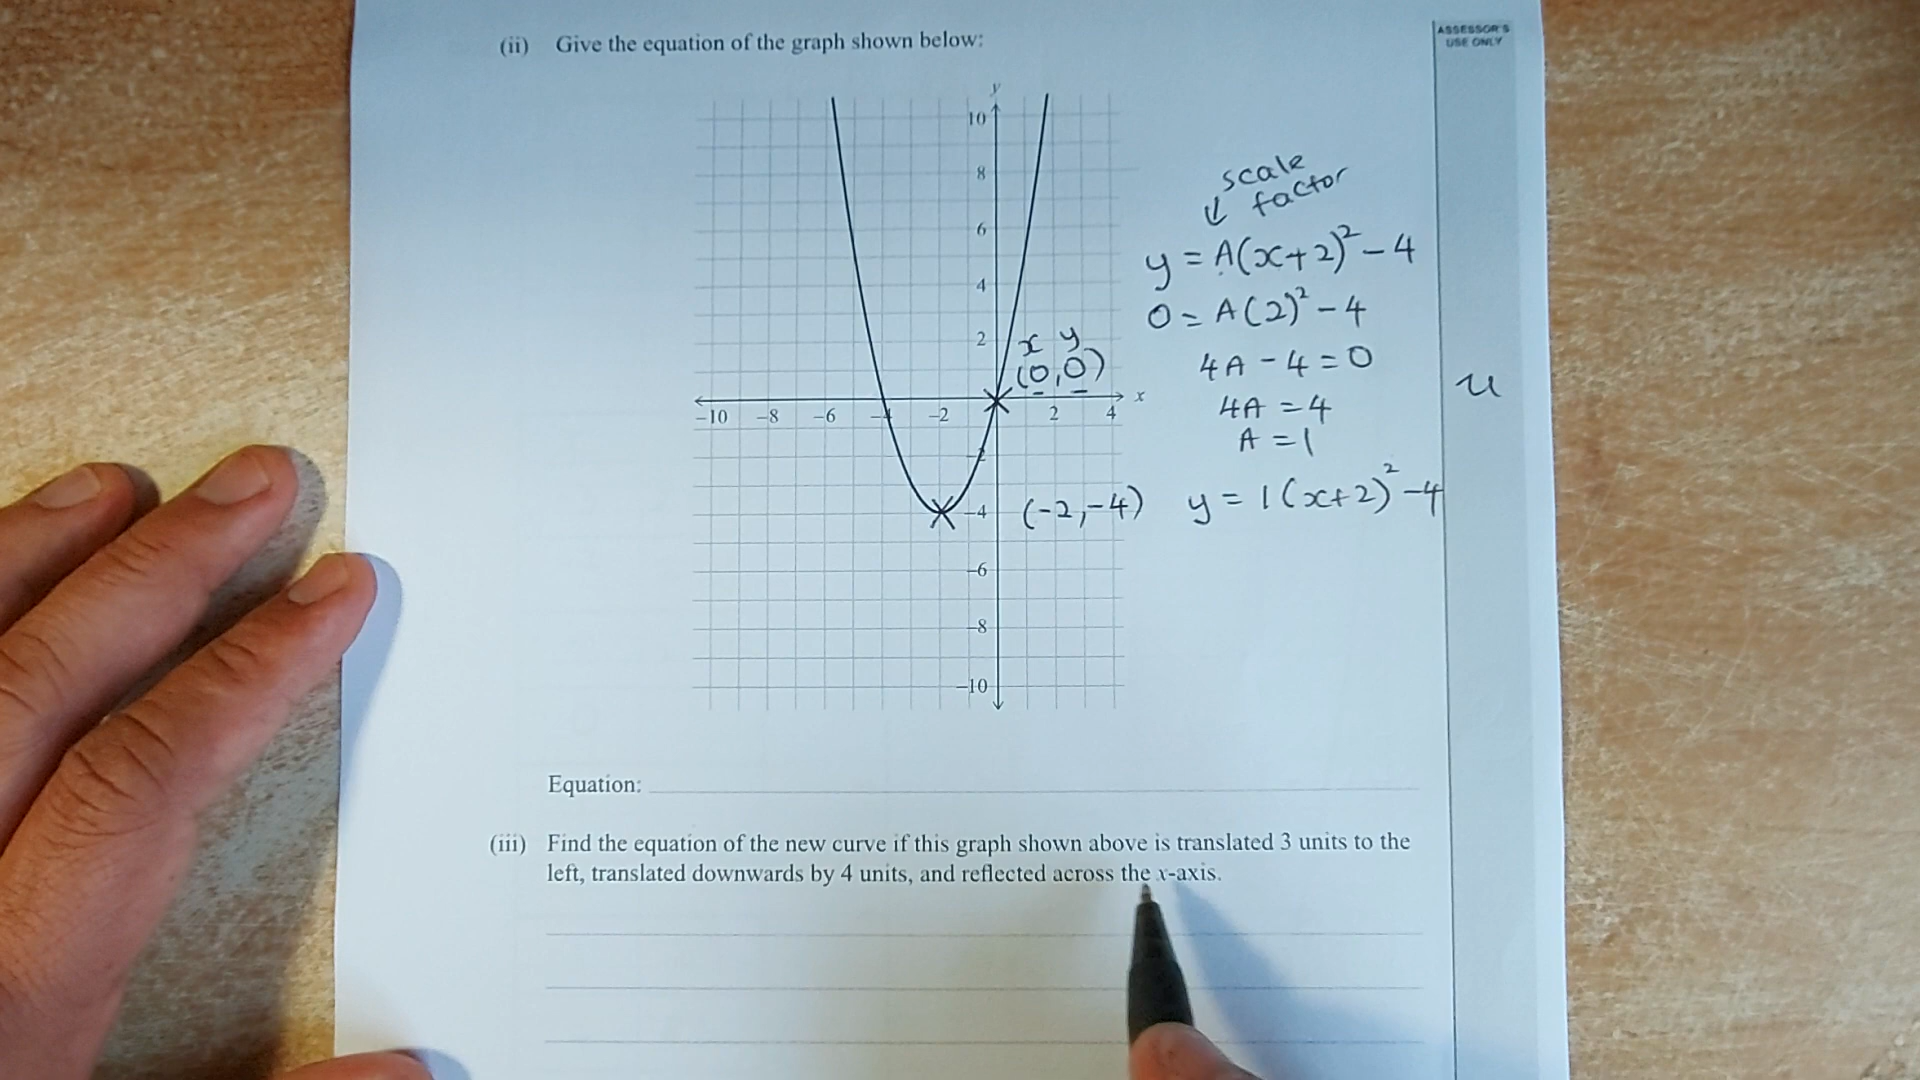 ASSESSOR'S
USE ONLY
(ii) Give the equation of the graph shown below:
y
10
8
6
4
2
x
-10 -8 -6 -4 -2 2 4
-2
-4
-6
-8
-10
x y
(0,0)
(-2,-4)
scale
↓ factor
y = A(x+2)² - 4
0 = A(2)² - 4
4A - 4 = 0
4A = 4
A = 1
y = 1(x+2)² - 4
u
Equation:
(iii) Find the equation of the new curve if this graph shown above is translated 3 units to the
left, translated downwards by 4 units, and reflected across the x-axis.